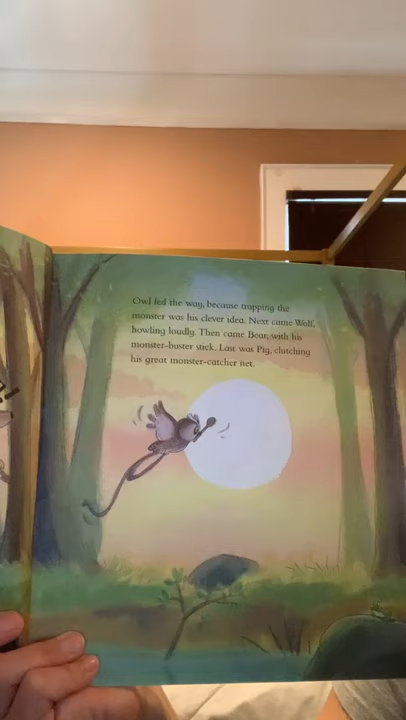 Owl led the way, because trapping the
monster was his clever idea. Next came Wolf,
howling loudly. Then came Bear, with his
monster-buster stick. Last was Pig, clutching
his great monster-catcher net.